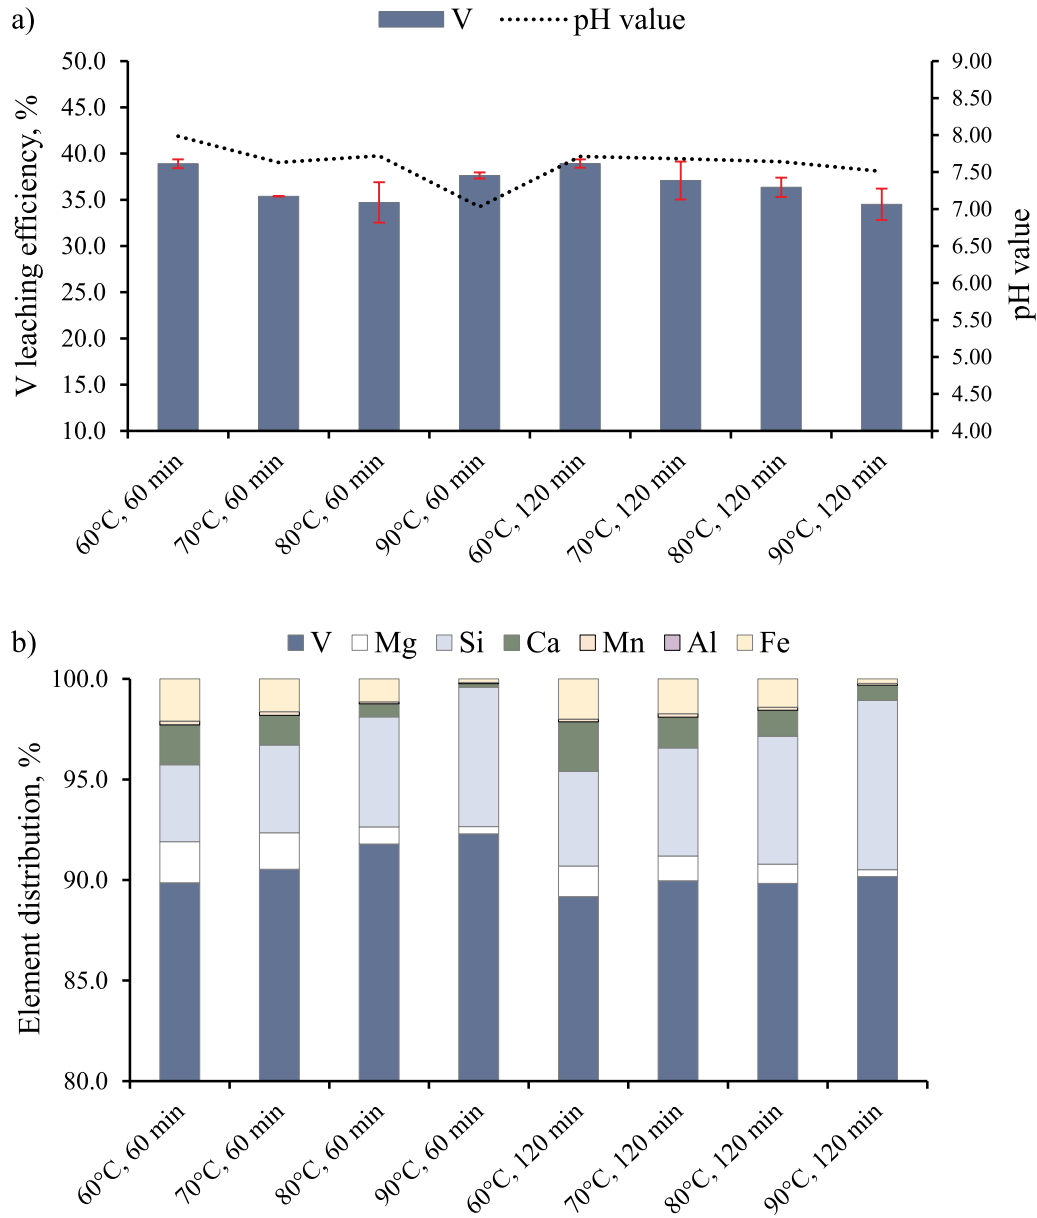 a)
V
pH value
50.0
45.0
40.0
35.0
30.0
25.0
20.0
15.0
10.0
V leaching efficiency, %
9.00
8.50
8.00
7.50
7.00
6.50
6.00
5.50
5.00
4.50
4.00
pH value
60°C, 60 min
70°C, 60 min
80°C, 60 min
90°C, 60 min
60°C, 120 min
70°C, 120 min
80°C, 120 min
90°C, 120 min
b)
V Mg Si Ca Mn Al Fe
100.0
95.0
90.0
85.0
80.0
Element distribution, %
60°C, 60 min
70°C, 60 min
80°C, 60 min
90°C, 60 min
60°C, 120 min
70°C, 120 min
80°C, 120 min
90°C, 120 min